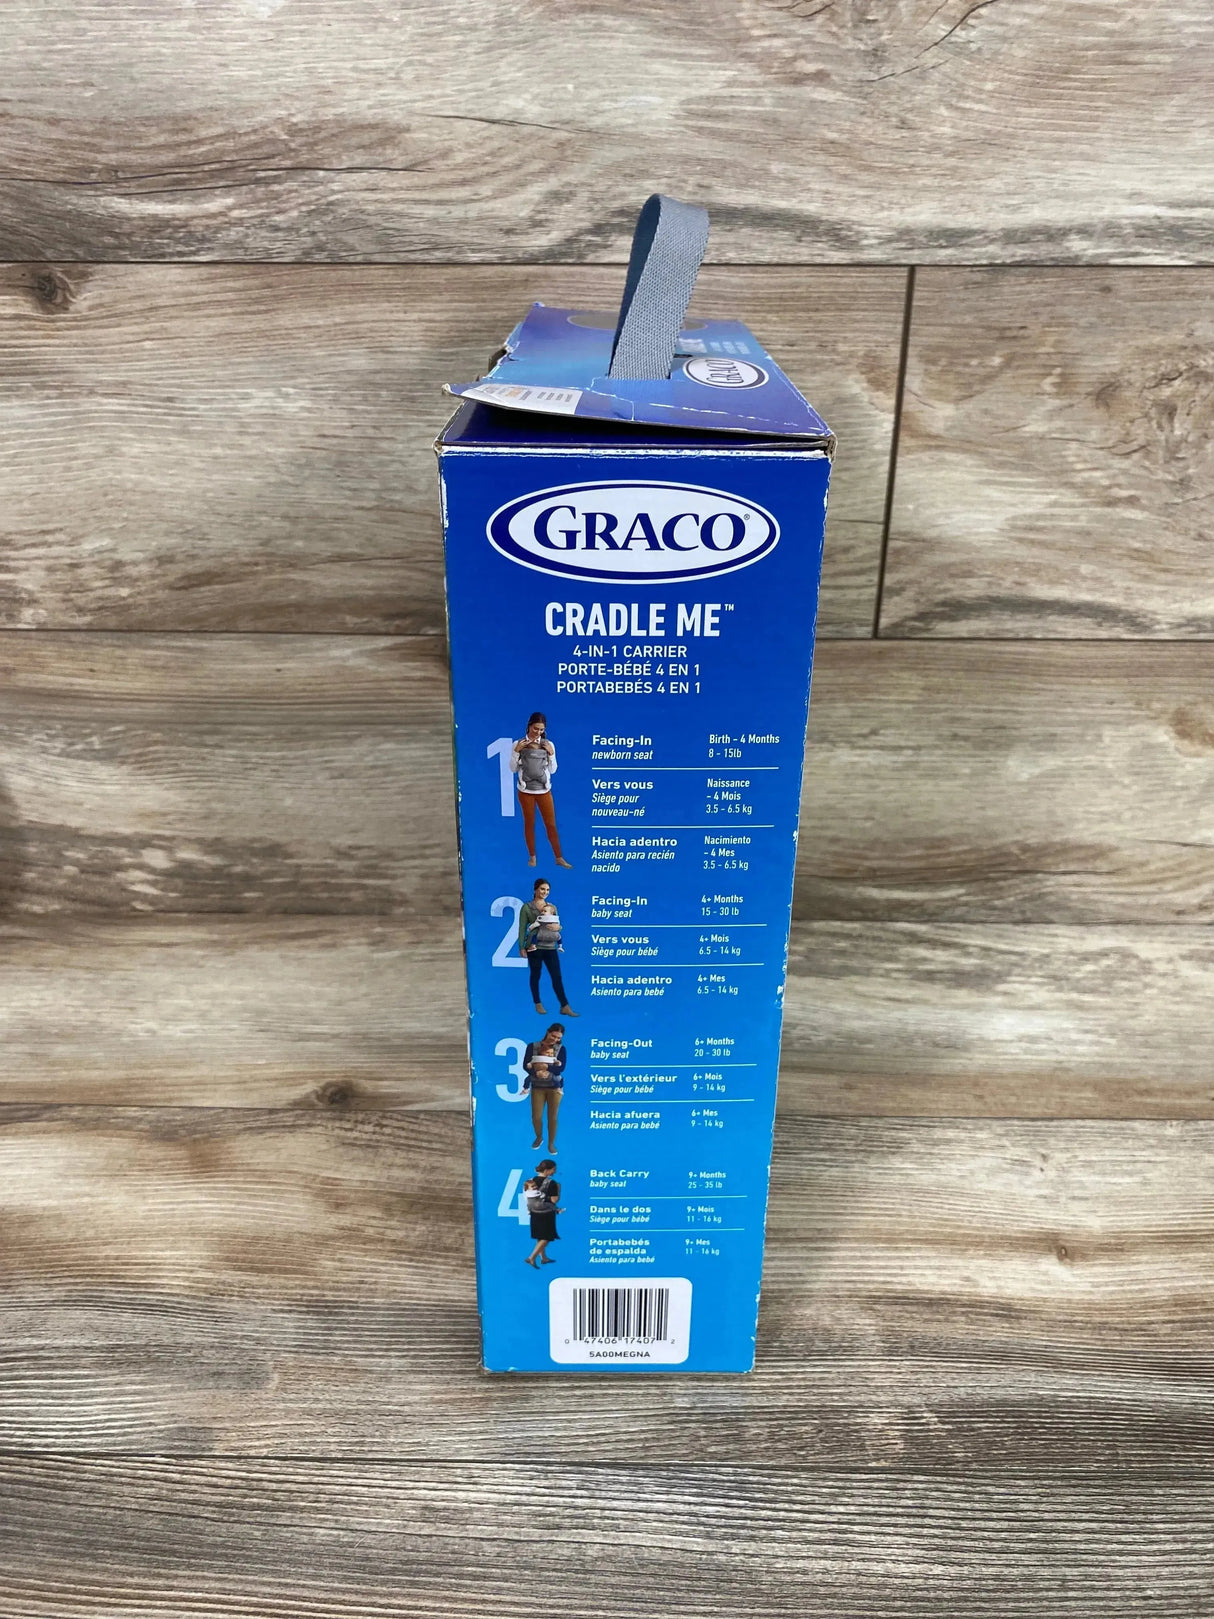 GRACO
GRACO®
CRADLE ME™
4-IN-1 CARRIER
PORTE-BÉBÉ 4 EN 1
PORTABEBÉS 4 EN 1
1
Facing-In Birth - 4 Months
newborn seat 8 - 15lb
Vers vous Naissance
Siège pour - 4 Mois
nouveau-né 3.5 - 6.5 kg
Hacia adentro Nacimiento
Asiento para recién - 4 Mes
nacido 3.5 - 6.5 kg
2
Facing-In 4+ Months
baby seat 15 - 30 lb
Vers vous 4+ Mois
Siège pour bébé 6.5 - 14 kg
Hacia adentro 4+ Mes
Asiento para bebé 6.5 - 14 kg
3
Facing-Out 6+ Months
baby seat 20 - 30 lb
Vers l'extérieur 6+ Mois
Siège pour bébé 9 - 14 kg
Hacia afuera 6+ Mes
Asiento para bebé 9 - 14 kg
4
Back Carry 9+ Months
baby seat 25 - 35 lb
Dans le dos 9+ Mois
Siège pour bébé 11 - 16 kg
Portabebés 9+ Mes
de espalda 11 - 16 kg
Asiento para bebé
0 47406 17407 2
5A00MEGNA